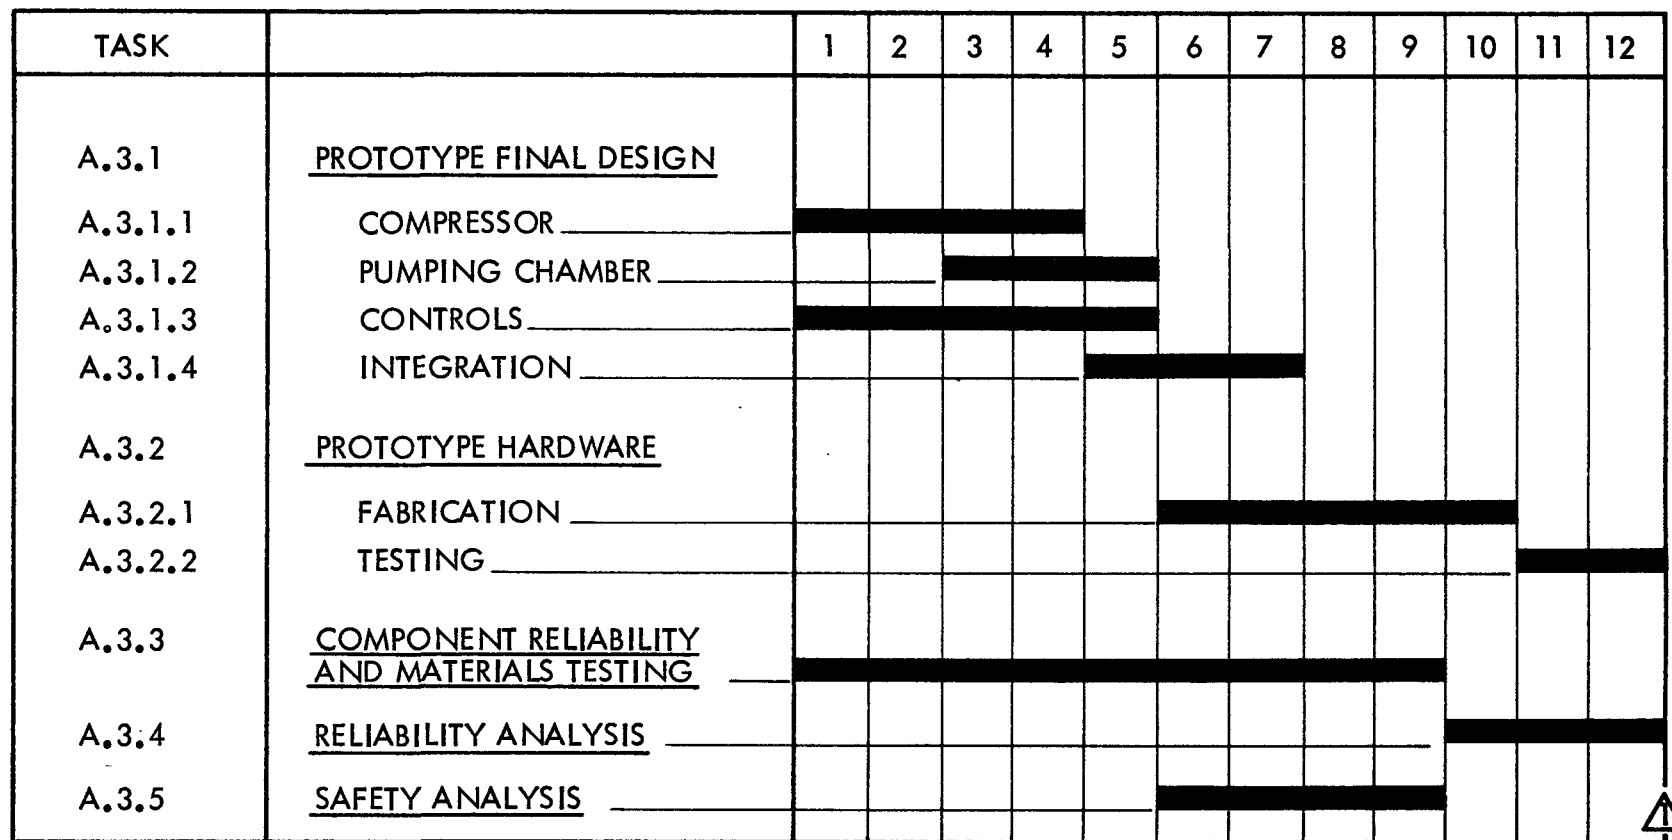 TASK 1 2 3 4 5 6 7 8 9 10 11 12
A.3.1 PROTOTYPE FINAL DESIGN
A.3.1.1 COMPRESSOR
A.3.1.2 PUMPING CHAMBER
A.3.1.3 CONTROLS
A.3.1.4 INTEGRATION
A.3.2 PROTOTYPE HARDWARE
A.3.2.1 FABRICATION
A.3.2.2 TESTING
A.3.3 COMPONENT RELIABILITY
AND MATERIALS TESTING
A.3.4 RELIABILITY ANALYSIS
A.3.5 SAFETY ANALYSIS